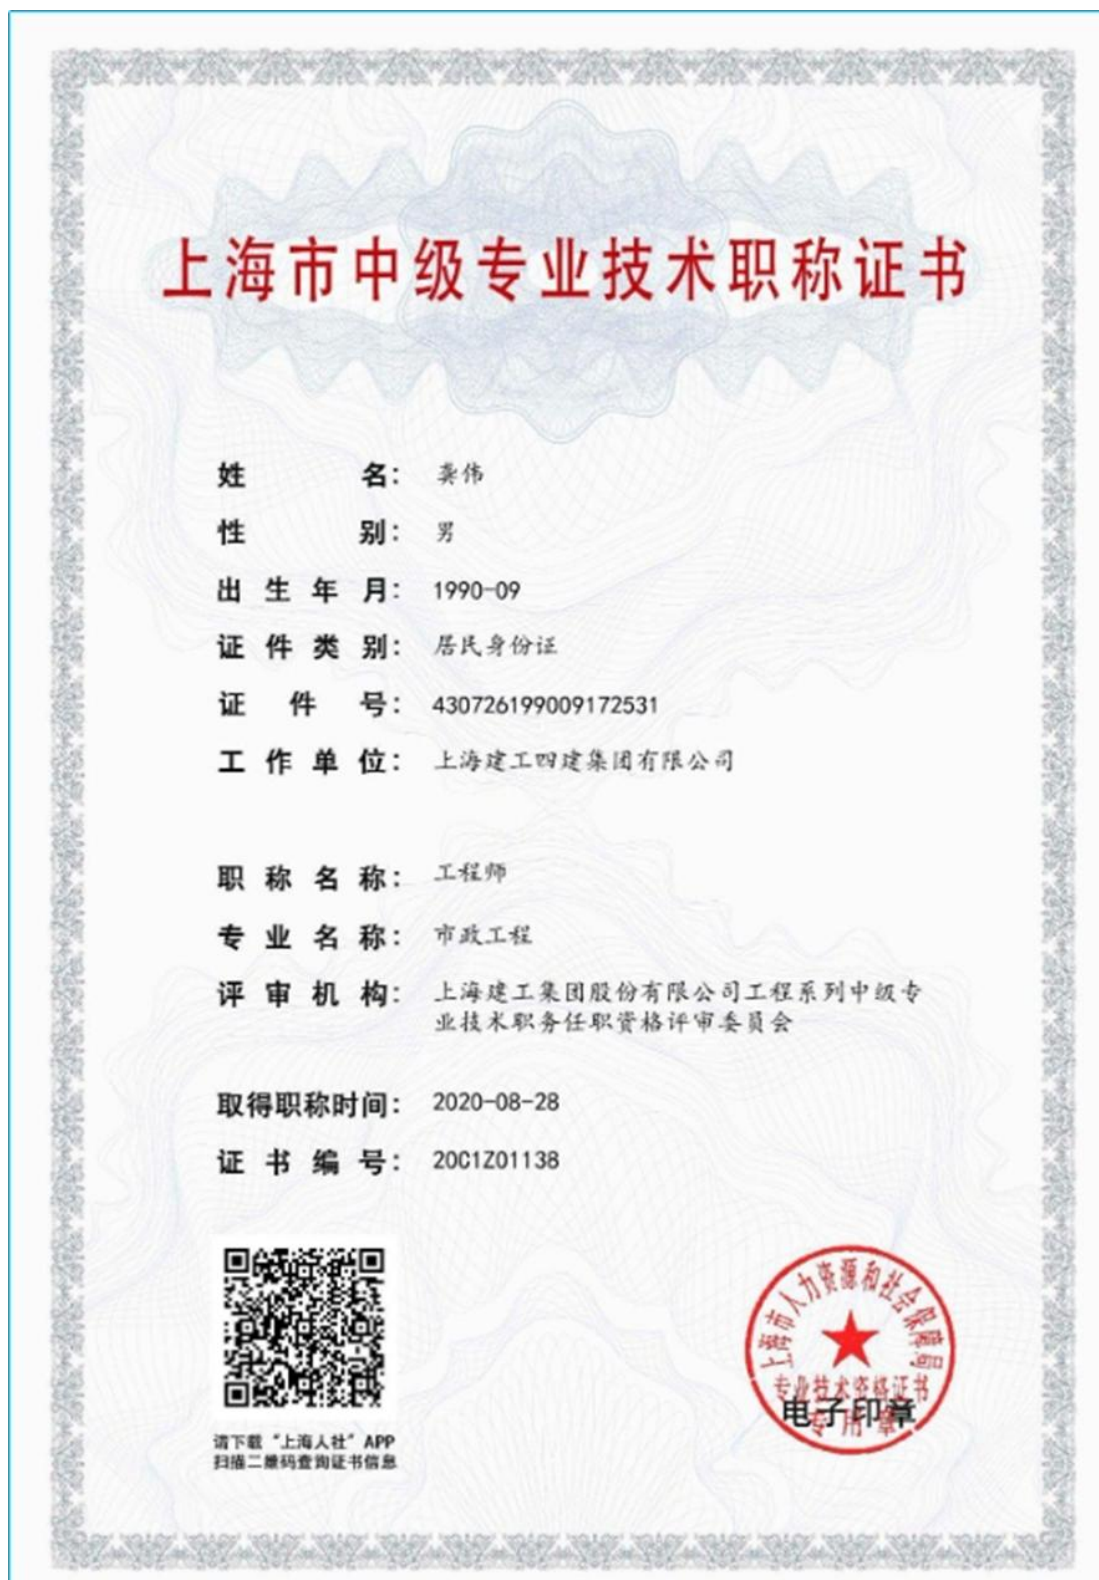 上海市中级专业技术职称证书
姓名：龚伟
性别：男
出生年月：1990-09
证件类别：居民身份证
证件号：430726199009172531
工作单位：上海建工四建集团有限公司
职称名称：工程师
专业名称：市政工程
评审机构：上海建工集团股份有限公司工程系列中级专
业技术职务任职资格评审委员会
取得职称时间：2020-08-28
证书编号：20C1Z01138
请下载“上海人社”APP
扫描二维码查询证书信息
上海市人力资源和社会保障局
专业技术资格证书
电子印章
专用章